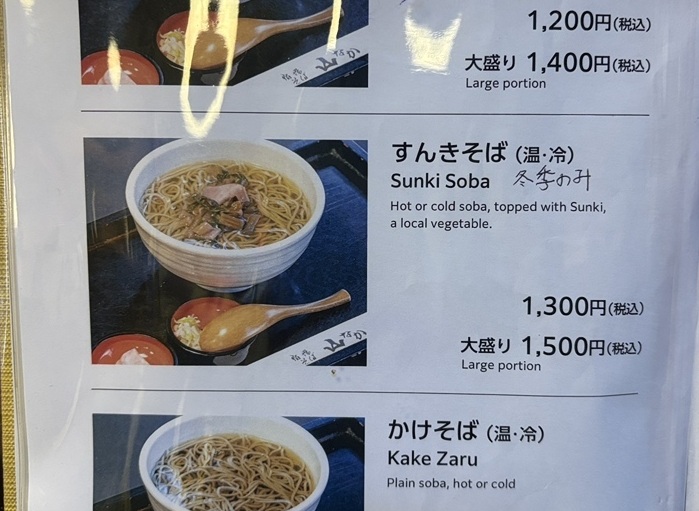 1,200円(税込)
大盛り 1,400円(税込)
Large portion
すんきそば (温・冷)
Sunki Soba 冬季のみ
Hot or cold soba, topped with Sunki,
a local vegetable.
1,300円(税込)
大盛り 1,500円(税込)
Large portion
かけそば (温・冷)
Kake Zaru
Plain soba, hot or cold